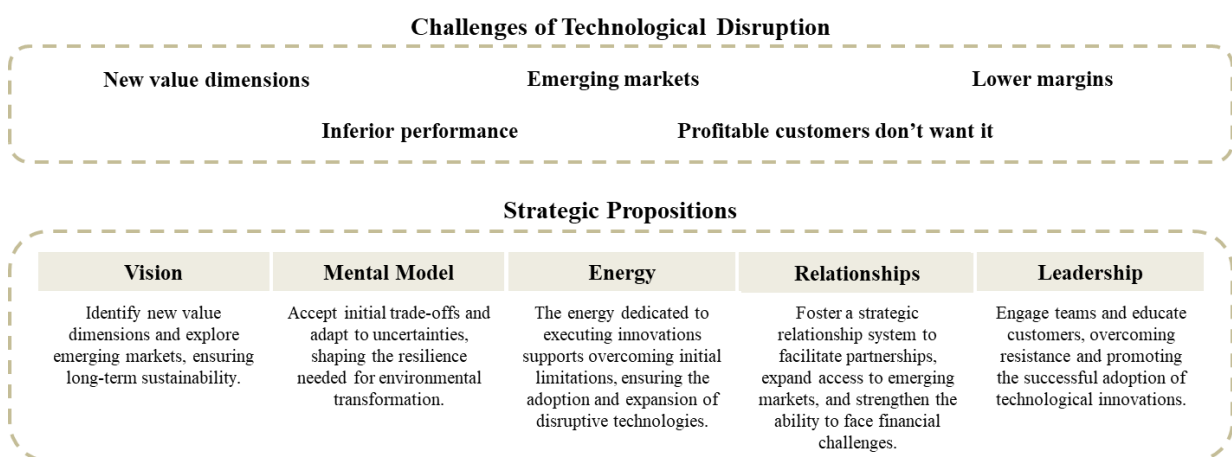 Challenges of Technological Disruption
New value dimensions
Emerging markets
Lower margins
Inferior performance
Profitable customers don’t want it
Strategic Propositions
Vision
Identify new value
dimensions and explore
emerging markets, ensuring
long-term sustainability.
Mental Model
Accept initial trade-offs and
adapt to uncertainties,
shaping the resilience
needed for environmental
transformation.
Energy
The energy dedicated to
executing innovations
supports overcoming initial
limitations, ensuring the
adoption and expansion of
disruptive technologies.
Relationships
Foster a strategic
relationship system to
facilitate partnerships,
expand access to emerging
markets, and strengthen the
ability to face financial
challenges.
Leadership
Engage teams and educate
customers, overcoming
resistance and promoting
the successful adoption of
technological innovations.